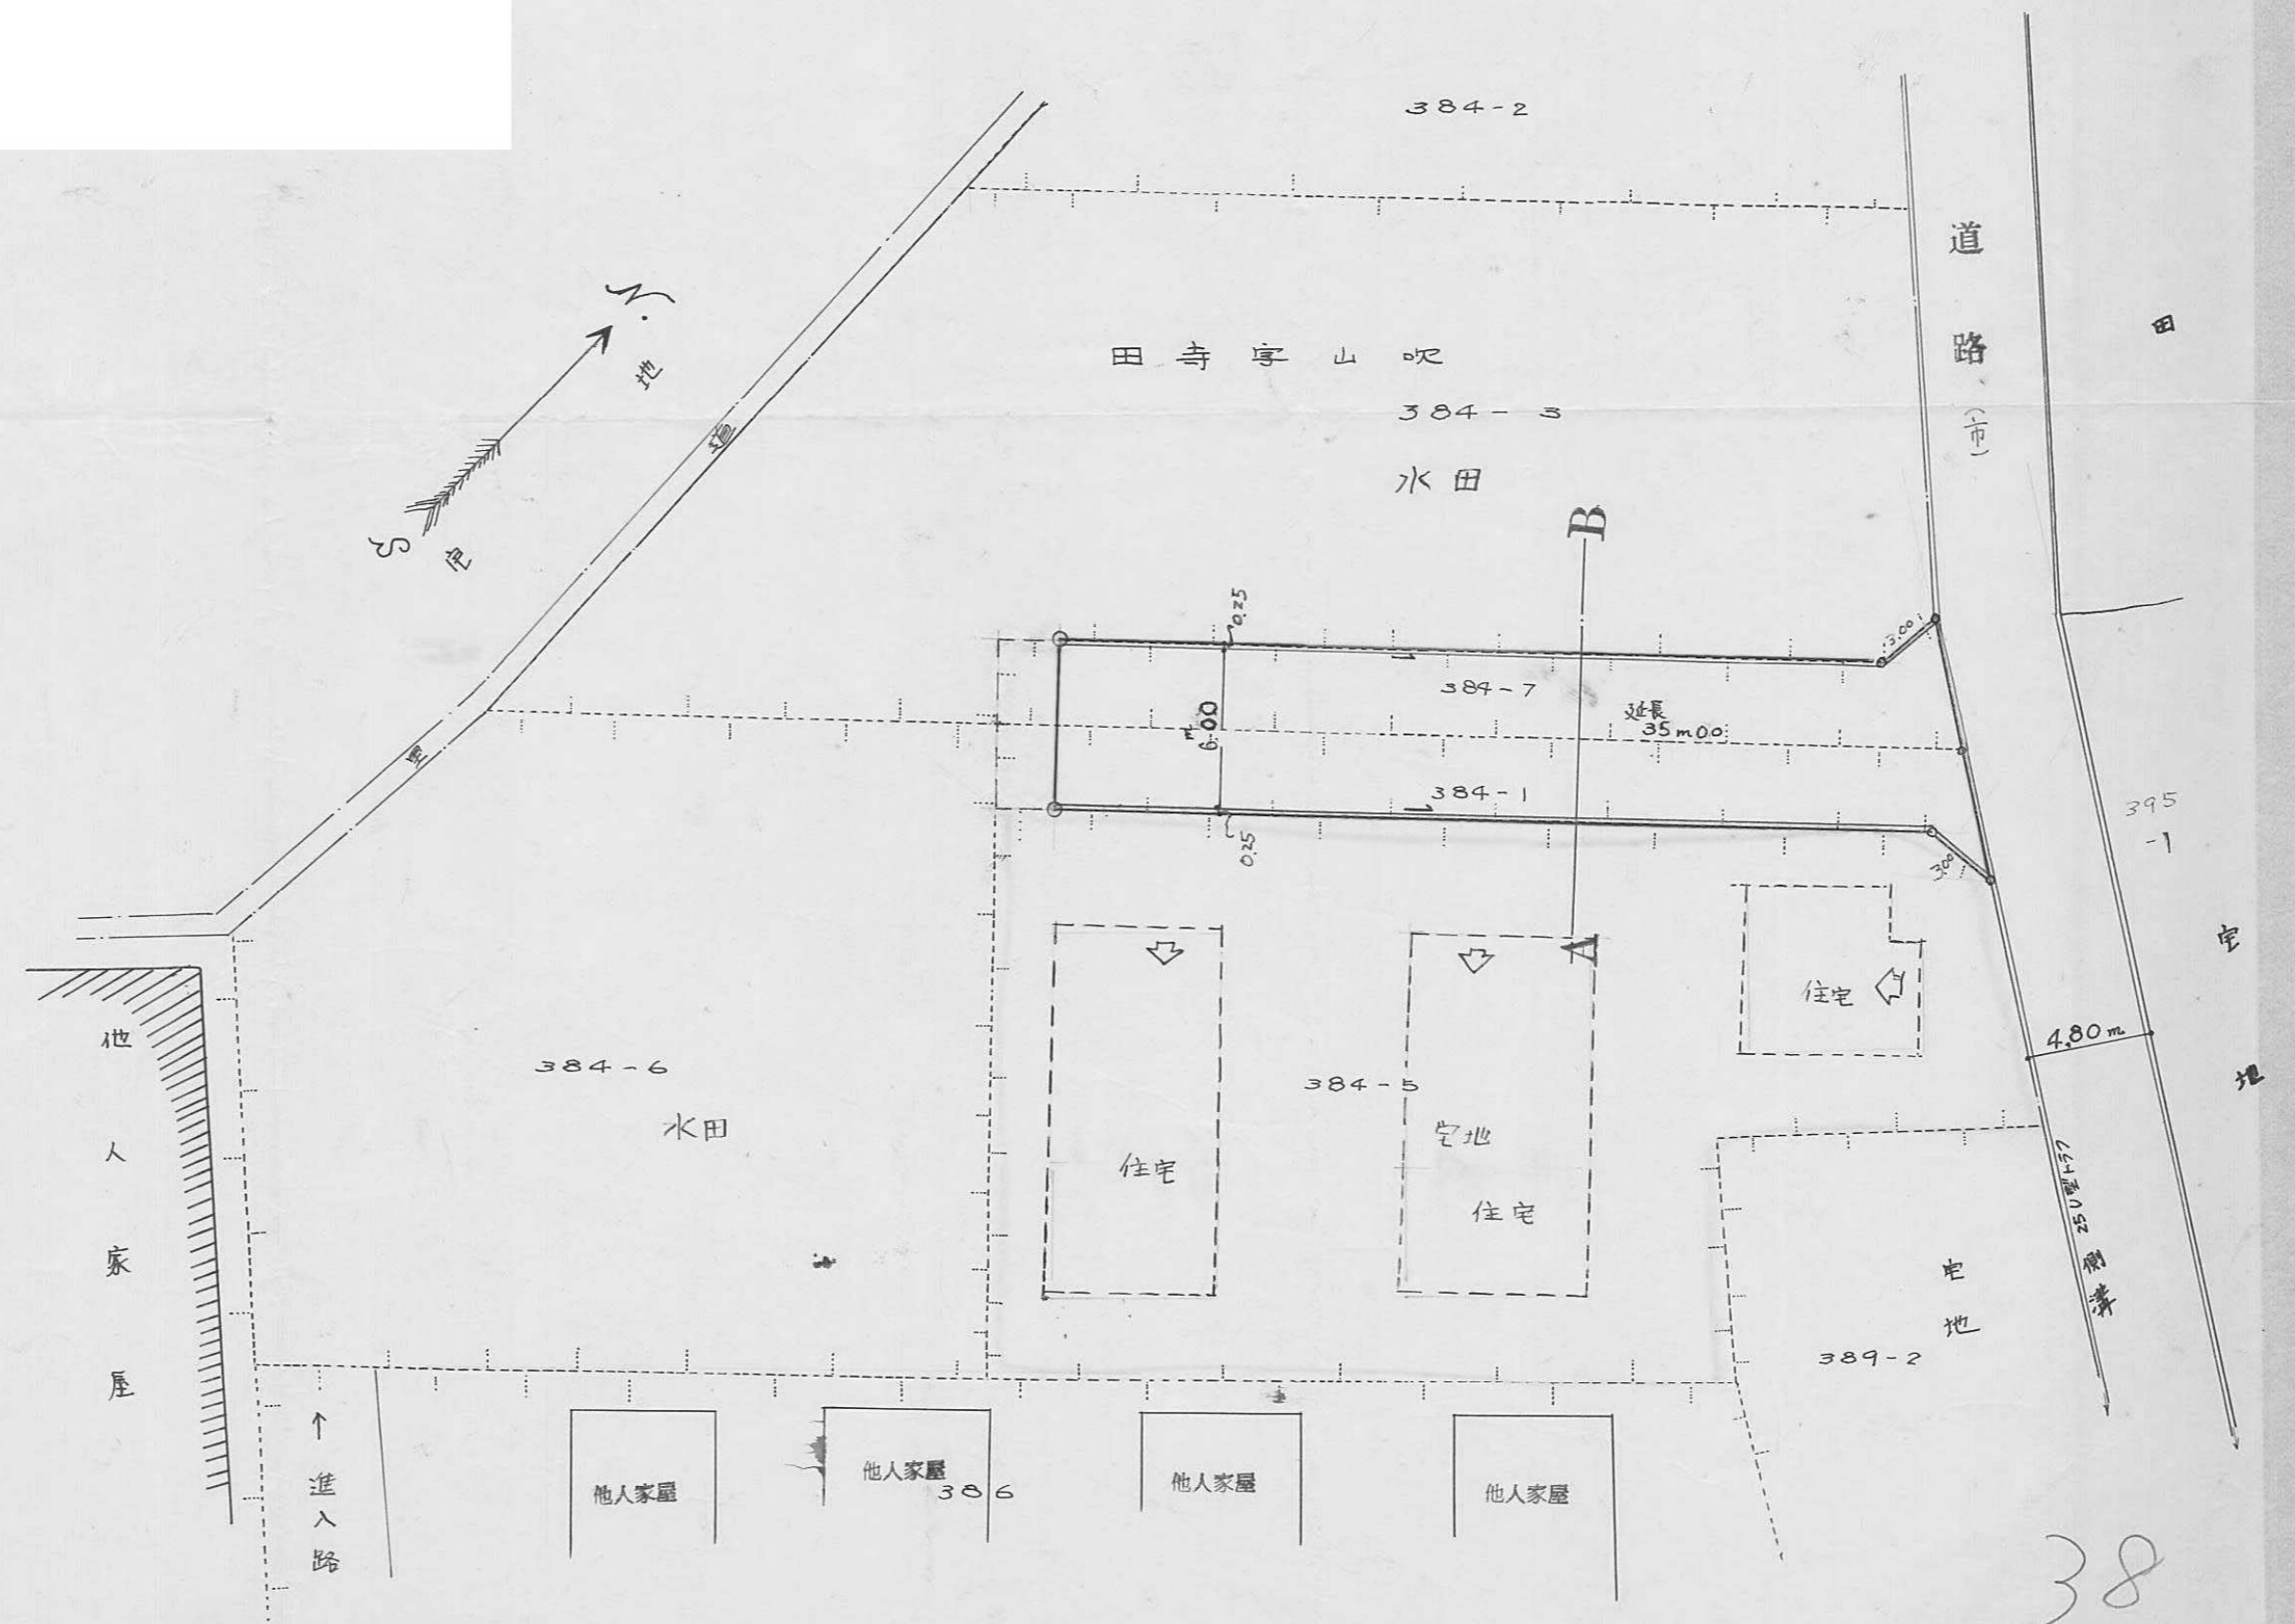 384-2
道路(市)
田
N
地
宅
S
里道
田寺字山吹
384-3
水田
B
0.25
3.00
384-7
延長
35m00
6.00
m
384-1
0.25
3.00
395
-1
A
宅地
住宅
4.80m
384-6
水田
384-5
宅地
住宅
住宅
25U型トラフ
側溝
宅地
389-2
他人家屋
↑
進入路
他人家屋
他人家屋
386
他人家屋
他人家屋
38